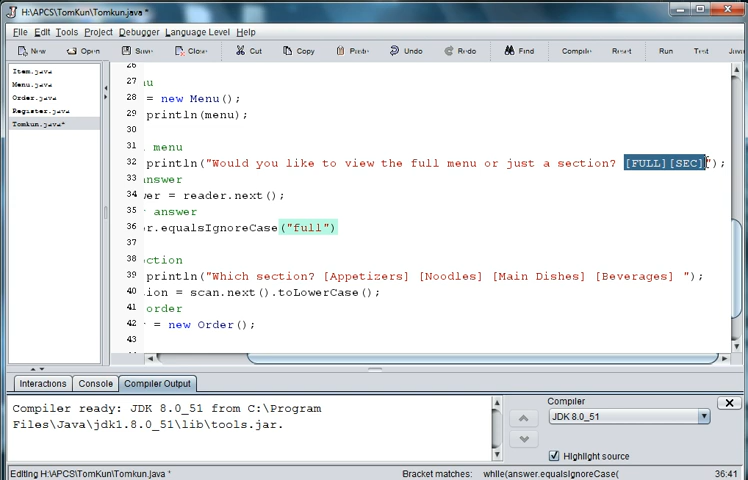 H:\APCS\TomKun\Tomkun.java *
File Edit Tools Project Debugger Language Level Help
New Open Save Close Cut Copy Paste Undo Redo Find Compile Reset Run Test Java
Item.java
Menu.java
Order.java
Register.java
Tomkun.java*
26
27 nu
28 = new Menu();
29 println(menu);
30
31 l menu
32 println("Would you like to view the full menu or just a section? [FULL][SEC]");
33 answer
34 wer = reader.next();
35 r answer
36 er.equalsIgnoreCase("full")
37
38 ection
39 println("Which section? [Appetizers] [Noodles] [Main Dishes] [Beverages] ");
40 tion = scan.next().toLowerCase();
41 order
42 r = new Order();
43
Interactions Console Compiler Output
Compiler ready: JDK 8.0_51 from C:\Program
Files\Java\jdk1.8.0_51\lib\tools.jar.
Compiler
JDK 8.0_51
Highlight source
Editing H:\APCS\TomKun\Tomkun.java * Bracket matches: while(answer.equalsIgnoreCase( 36:41